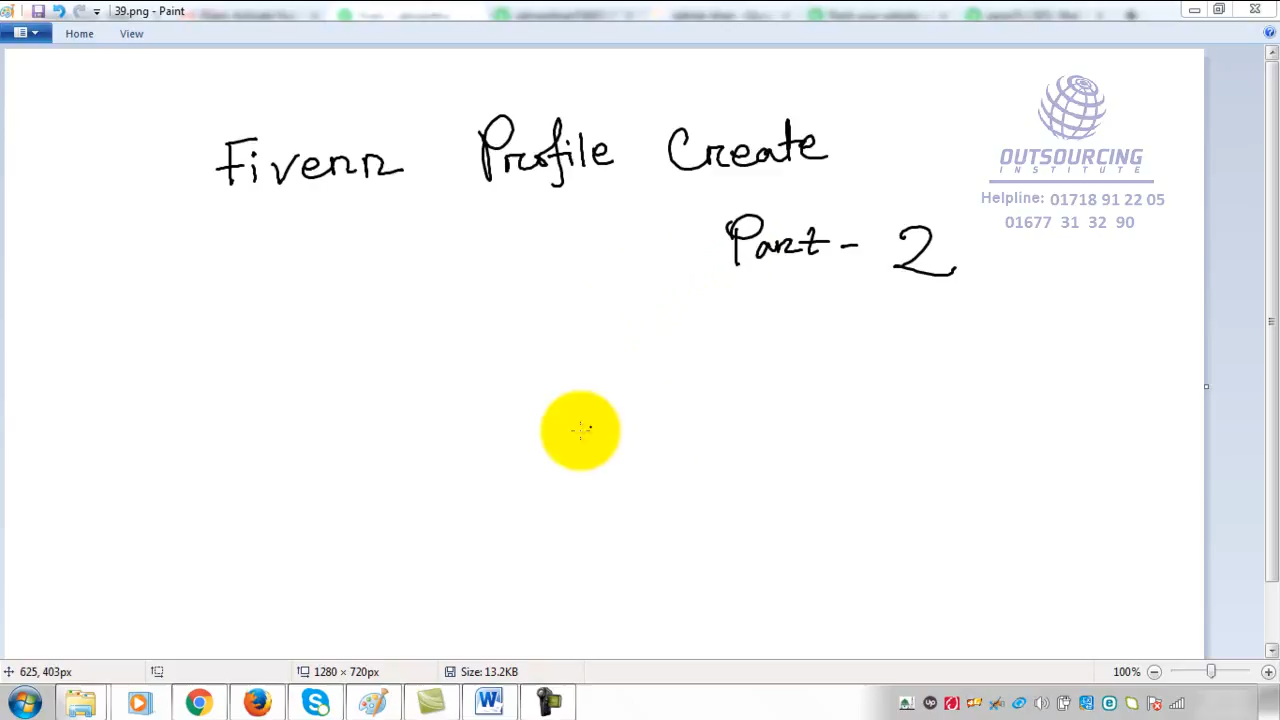 39.png - Paint
Home View
Fiverr Profile Create
Part - 2
OUTSOURCING
INSTITUTE
Helpline: 01718 91 22 05
01677 31 32 90
625, 403px 1280 × 720px Size: 13.2KB 100%